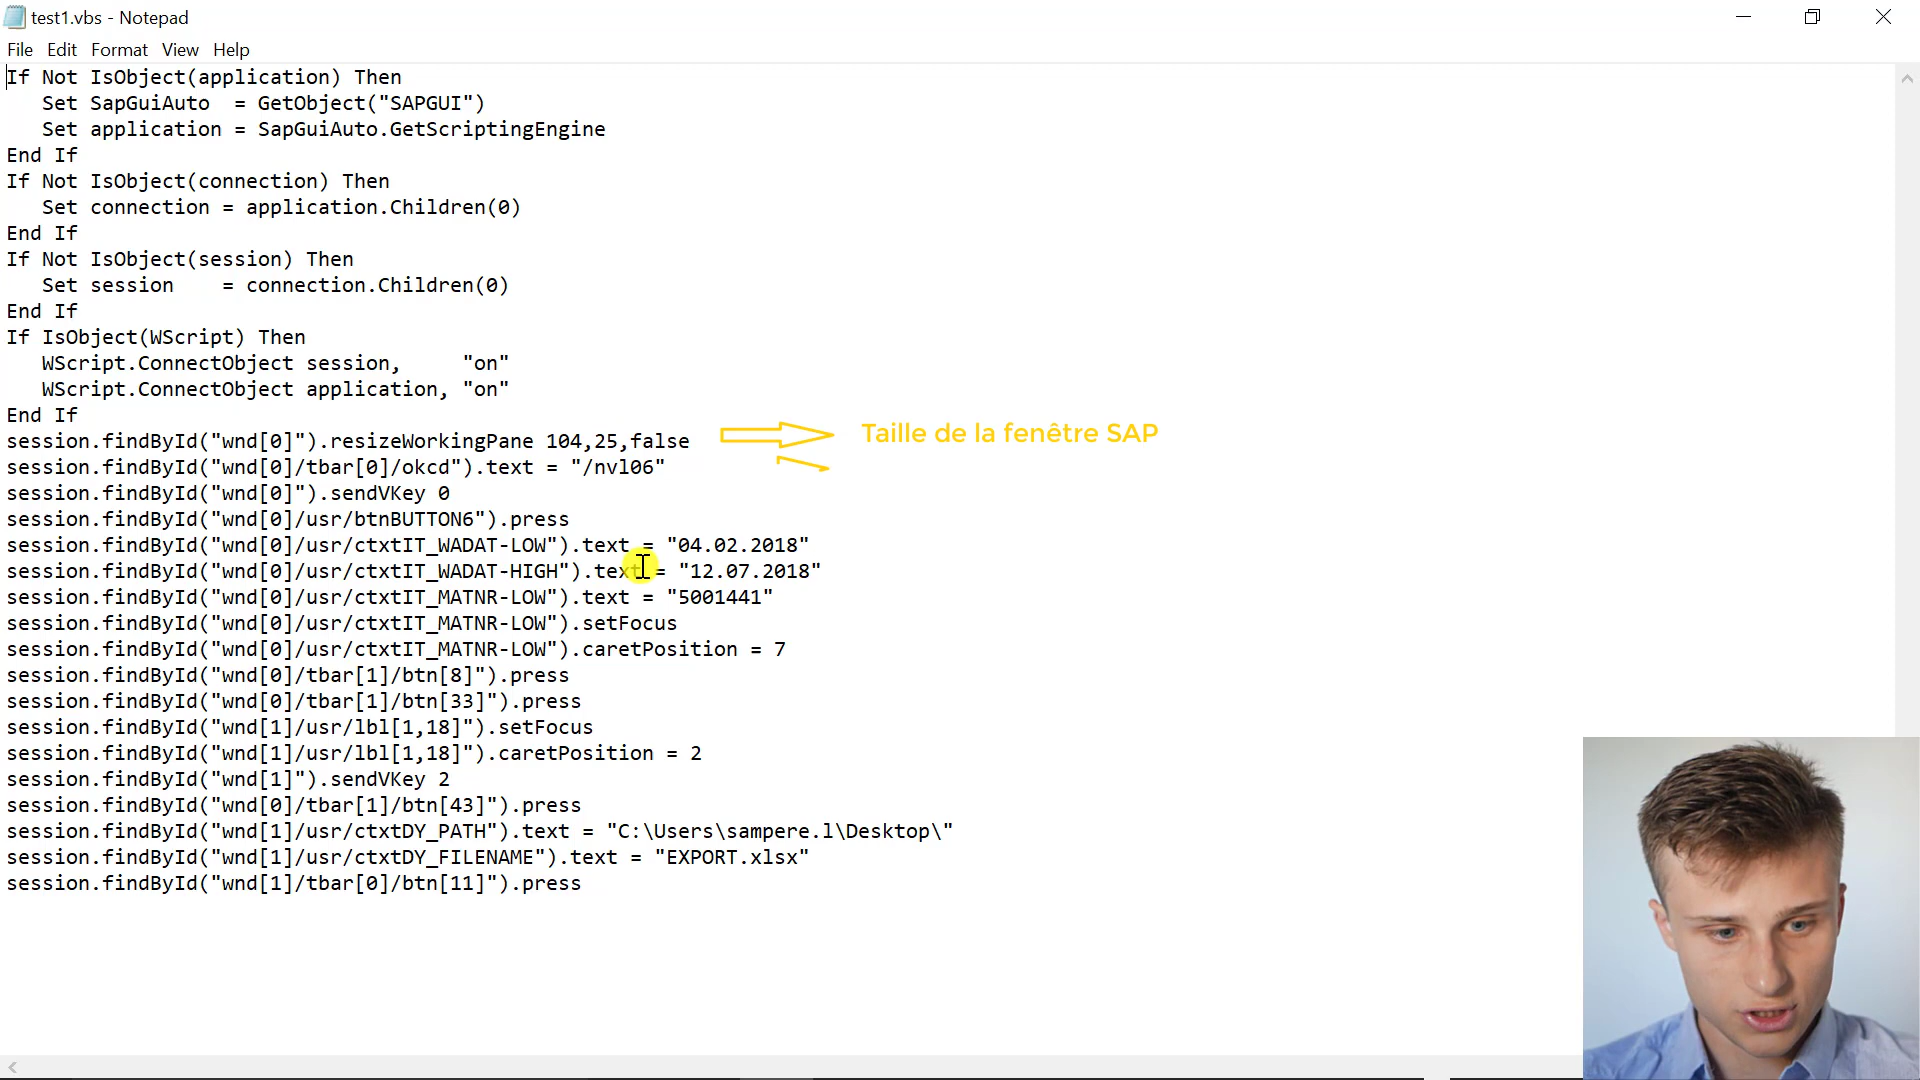 test1.vbs - Notepad
File Edit Format View Help
If Not IsObject(application) Then
   Set SapGuiAuto  = GetObject("SAPGUI")
   Set application = SapGuiAuto.GetScriptingEngine
End If
If Not IsObject(connection) Then
   Set connection = application.Children(0)
End If
If Not IsObject(session) Then
   Set session    = connection.Children(0)
End If
If IsObject(WScript) Then
   WScript.ConnectObject session,     "on"
   WScript.ConnectObject application, "on"
End If
session.findById("wnd[0]").resizeWorkingPane 104,25,false
Taille de la fenêtre SAP
session.findById("wnd[0]/tbar[0]/okcd").text = "/nvl06"
session.findById("wnd[0]").sendVKey 0
session.findById("wnd[0]/usr/btnBUTTON6").press
session.findById("wnd[0]/usr/ctxtIT_WADAT-LOW").text = "04.02.2018"
session.findById("wnd[0]/usr/ctxtIT_WADAT-HIGH").text = "12.07.2018"
session.findById("wnd[0]/usr/ctxtIT_MATNR-LOW").text = "5001441"
session.findById("wnd[0]/usr/ctxtIT_MATNR-LOW").setFocus
session.findById("wnd[0]/usr/ctxtIT_MATNR-LOW").caretPosition = 7
session.findById("wnd[0]/tbar[1]/btn[8]").press
session.findById("wnd[0]/tbar[1]/btn[33]").press
session.findById("wnd[1]/usr/lbl[1,18]").setFocus
session.findById("wnd[1]/usr/lbl[1,18]").caretPosition = 2
session.findById("wnd[1]").sendVKey 2
session.findById("wnd[0]/tbar[1]/btn[43]").press
session.findById("wnd[1]/usr/ctxtDY_PATH").text = "C:\Users\sampere.l\Desktop\"
session.findById("wnd[1]/usr/ctxtDY_FILENAME").text = "EXPORT.xlsx"
session.findById("wnd[1]/tbar[0]/btn[11]").press